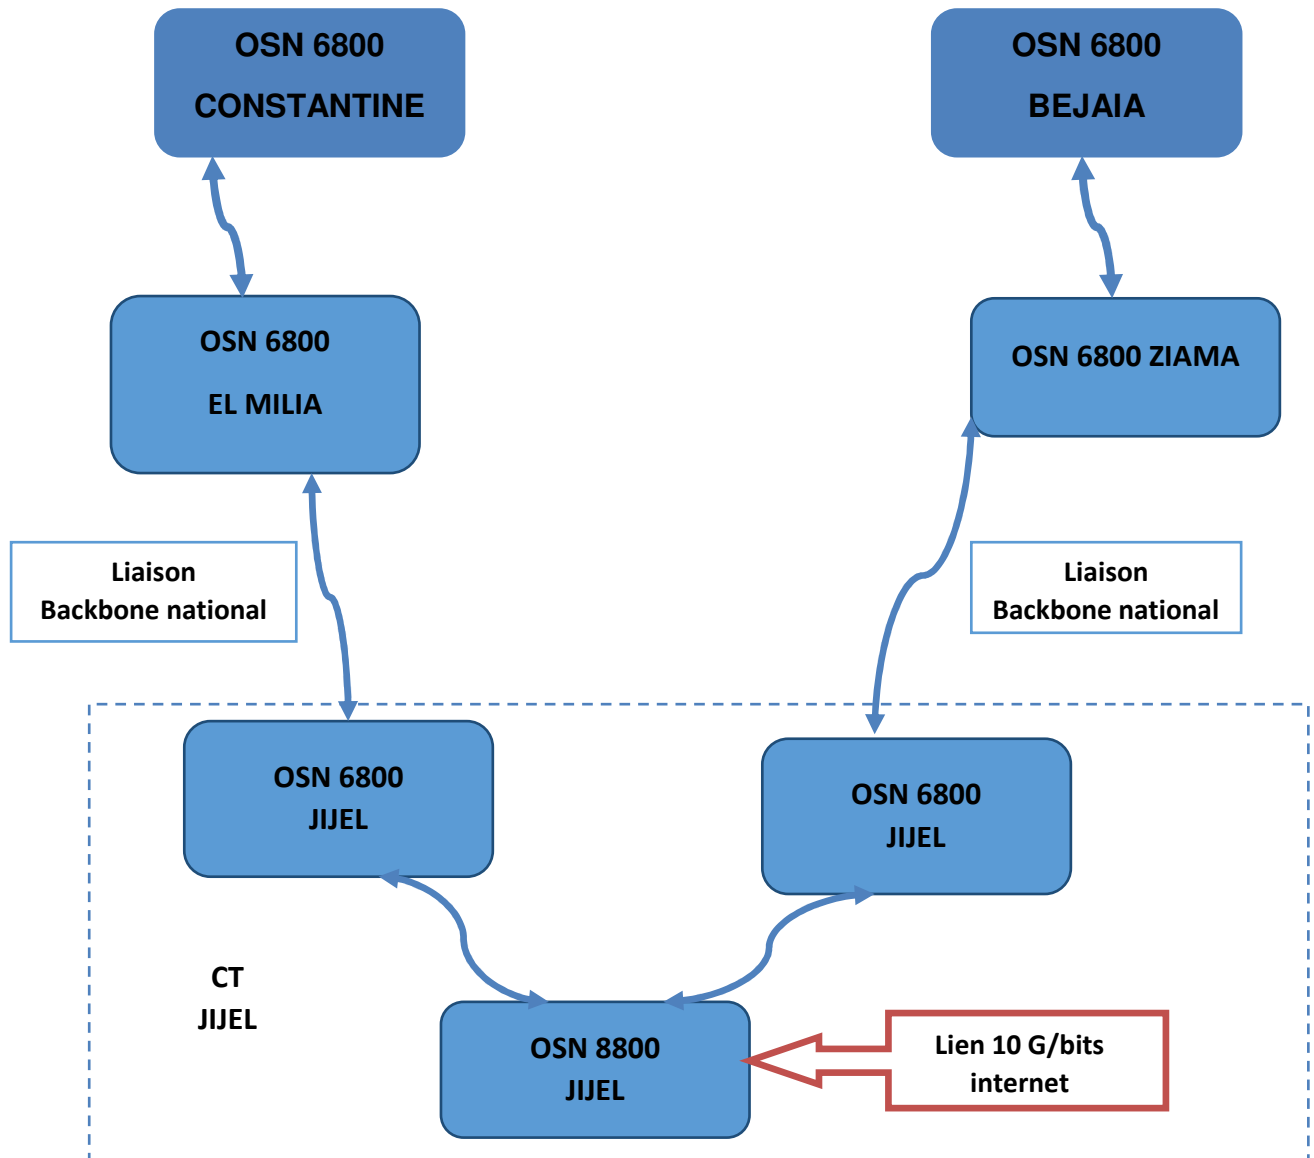 OSN 6800
CONSTANTINE
OSN 6800
BEJAIA
OSN 6800
EL MILIA
OSN 6800 ZIAMA
Liaison
Backbone national
Liaison
Backbone national
OSN 6800
JIJEL
OSN 6800
JIJEL
CT
JIJEL
OSN 8800
JIJEL
Lien 10 G/bits
internet